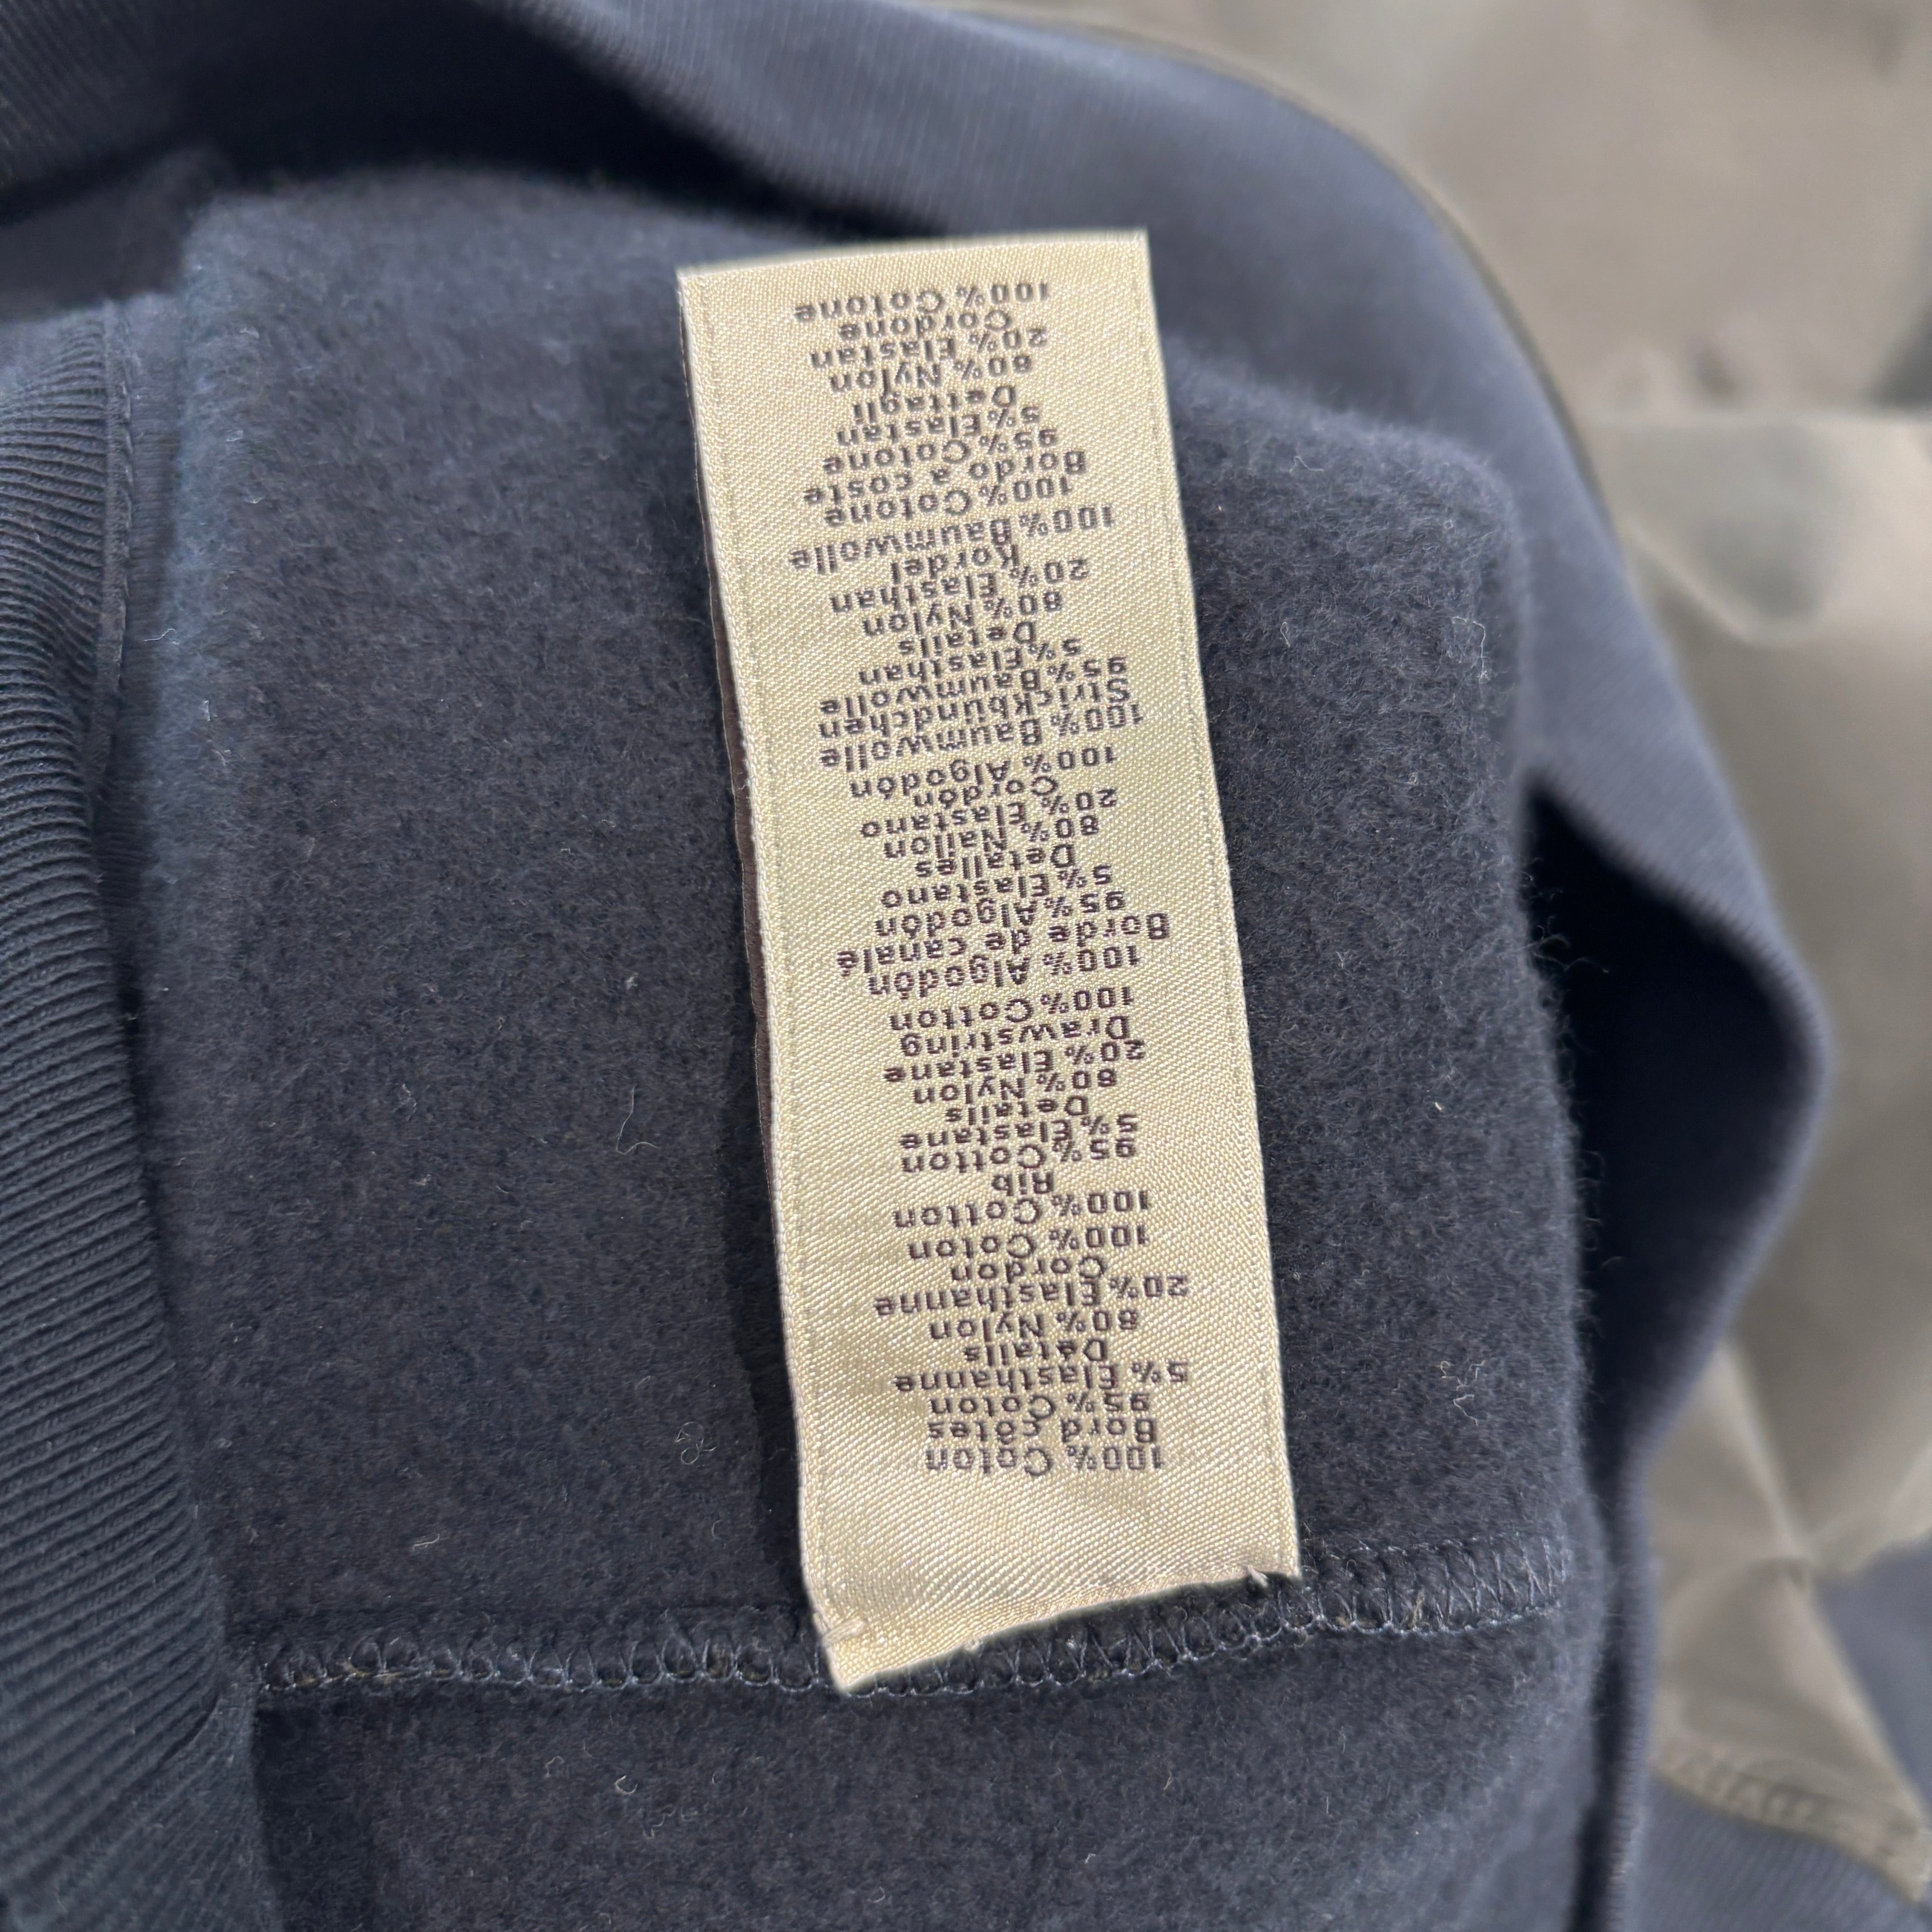 100% Coton
Bord côtes
95% Coton
5% Elasthanne
Détails
80% Nylon
20% Elasthanne
Cordon
100% Coton
100% Cotton
Rib
95% Cotton
5% Elastane
Details
80% Nylon
20% Elastane
Drawstring
100% Cotton
100% Algodón
Borde de canalé
95% Algodón
5% Elastano
Detalles
80% Nailon
20% Elastano
Cordón
100% Algodón
100% Baumwolle
Strickbündchen
95% Baumwolle
5% Elasthan
Details
80% Nylon
20% Elasthan
Kordel
100% Baumwolle
100% Cotone
Bordo a coste
95% Cotone
5% Elastan
Dettagli
80% Nylon
20% Elastan
Cordone
100% Cotone